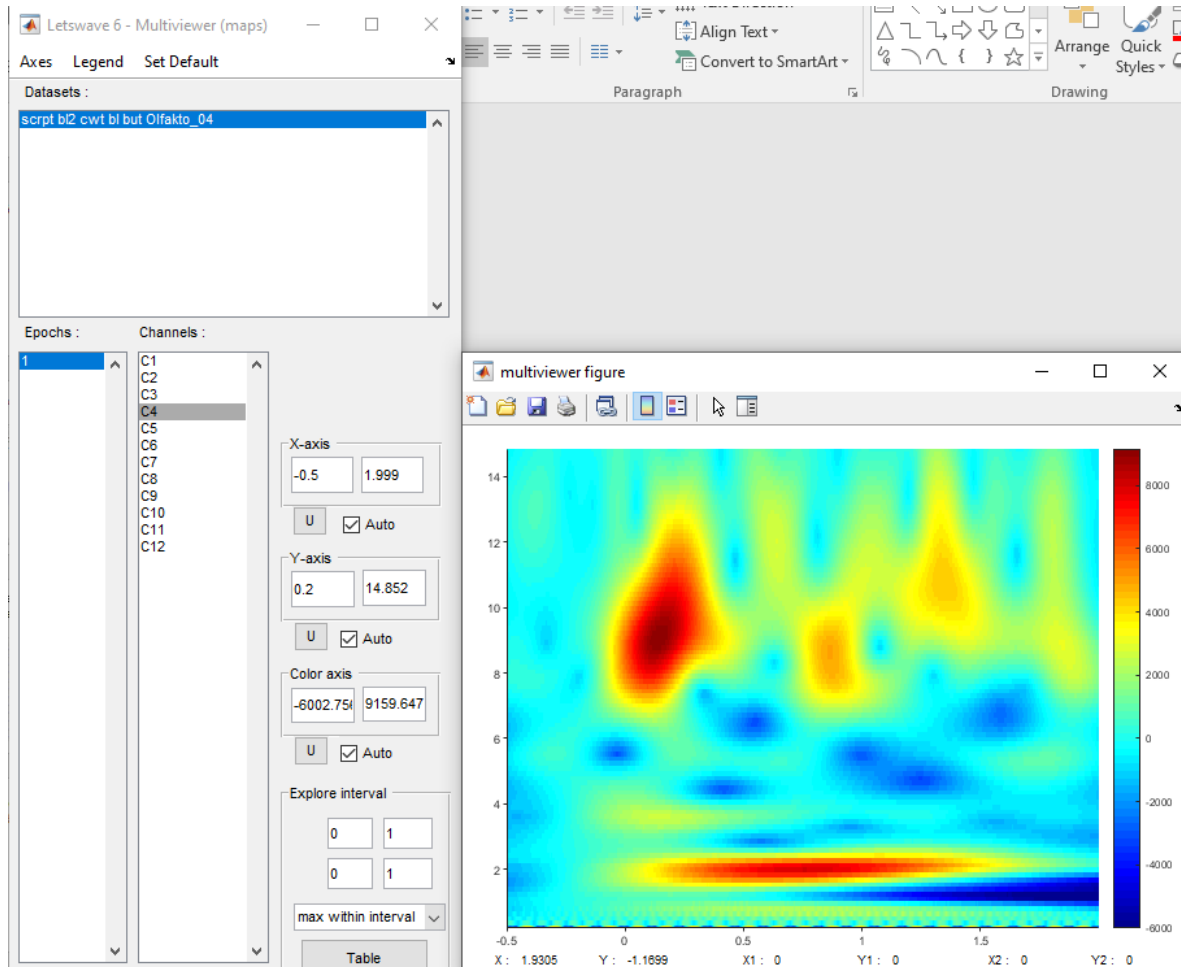 Letswave 6 - Multiviewer (maps)
Axes Legend Set Default
Datasets :
scrpt bl2 cwt bl but Olfakto_04
Epochs :
Channels :
1
C1
C2
C3
C4
C5
C6
C7
C8
C9
C10
C11
C12
X-axis
-0.5 1.999
U Auto
Y-axis
0.2 14.852
U Auto
Color axis
-6002.75 9159.647
U Auto
Explore interval
0 1
0 1
max within interval
Table
Text Direction
Align Text
Convert to SmartArt
Paragraph
Arrange Quick
Styles
Drawing
multiviewer figure
14
12
10
8
6
4
2
-0.5 0 0.5 1 1.5
8000
6000
4000
2000
0
-2000
-4000
-6000
X : 1.9305 Y : -1.1699 X1 : 0 Y1 : 0 X2 : 0 Y2 : 0